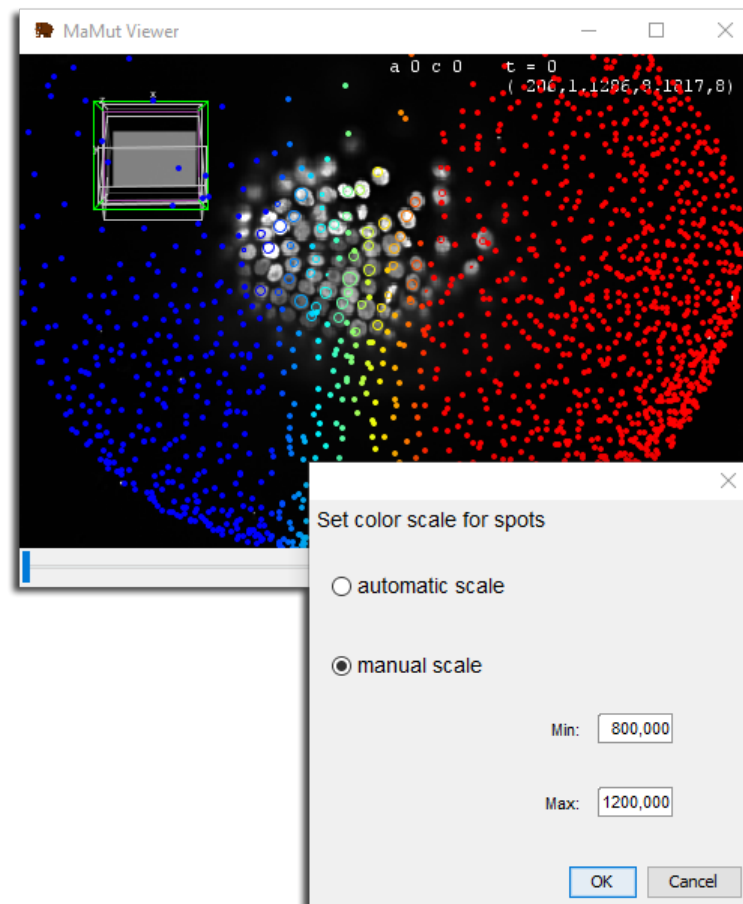 MaMut Viewer
a 0 c 0 t = 0
x
z
Set color scale for spots
automatic scale
manual scale
Min: 800,000
Max: 1200,000
OK Cancel